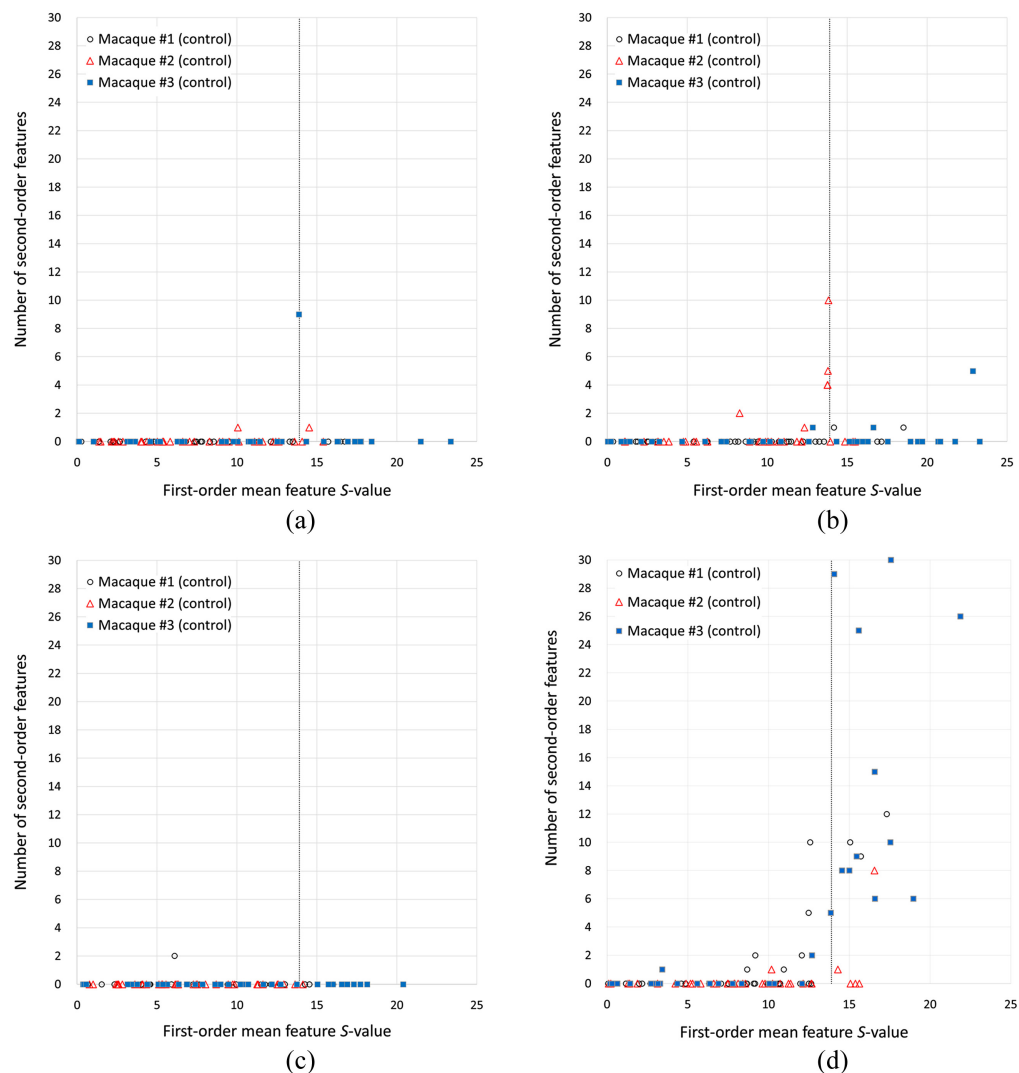 30
28
26
24
22
20
18
16
14
12
10
8
6
4
2
0
Number of second-order features
Macaque #1 (control)
Macaque #2 (control)
Macaque #3 (control)
0 5 10 15 20 25
First-order mean feature S-value
(a)
30
28
26
24
22
20
18
16
14
12
10
8
6
4
2
0
Number of second-order features
Macaque #1 (control)
Macaque #2 (control)
Macaque #3 (control)
0 5 10 15 20 25
First-order mean feature S-value
(b)
30
28
26
24
22
20
18
16
14
12
10
8
6
4
2
0
Number of second-order features
Macaque #1 (control)
Macaque #2 (control)
Macaque #3 (control)
0 5 10 15 20 25
First-order mean feature S-value
(c)
30
28
26
24
22
20
18
16
14
12
10
8
6
4
2
0
Number of second-order features
Macaque #1 (control)
Macaque #2 (control)
Macaque #3 (control)
0 5 10 15 20 25
First-order mean feature S-value
(d)